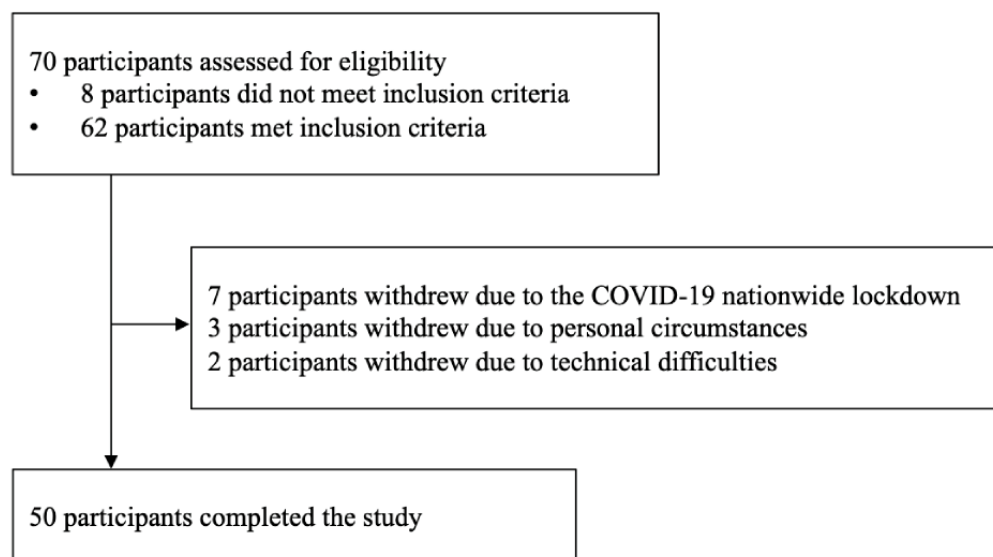 70 participants assessed for eligibility
• 8 participants did not meet inclusion criteria
• 62 participants met inclusion criteria
7 participants withdrew due to the COVID-19 nationwide lockdown
3 participants withdrew due to personal circumstances
2 participants withdrew due to technical difficulties
50 participants completed the study